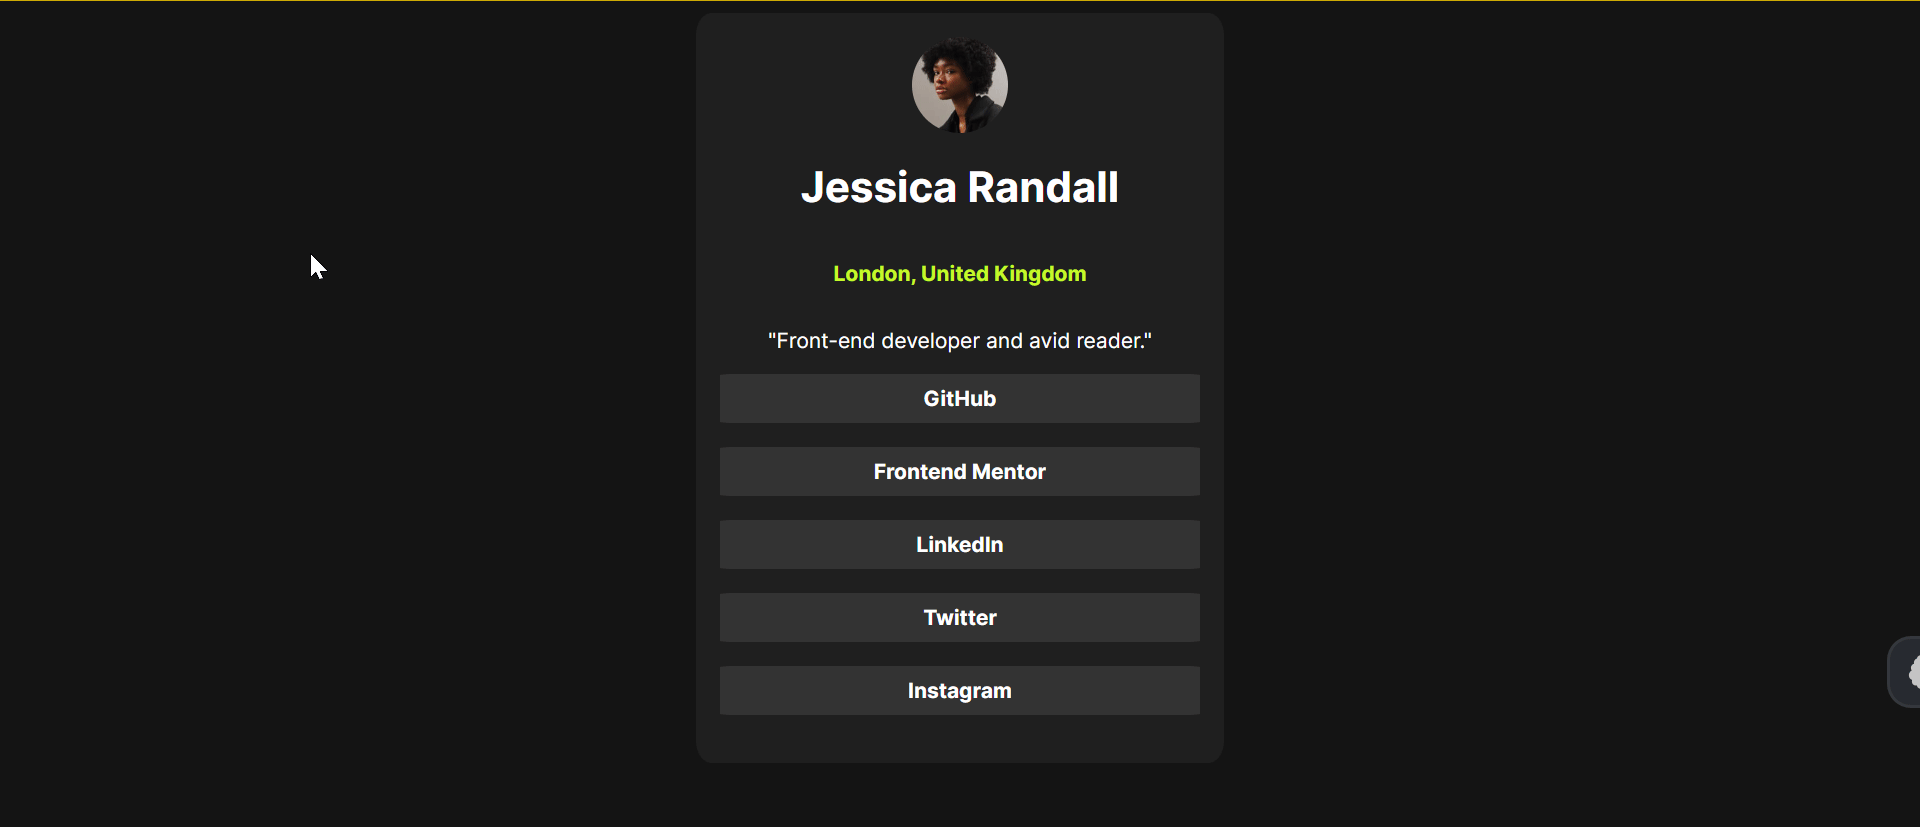 Jessica Randall
London, United Kingdom
"Front-end developer and avid reader."
GitHub
Frontend Mentor
LinkedIn
Twitter
Instagram